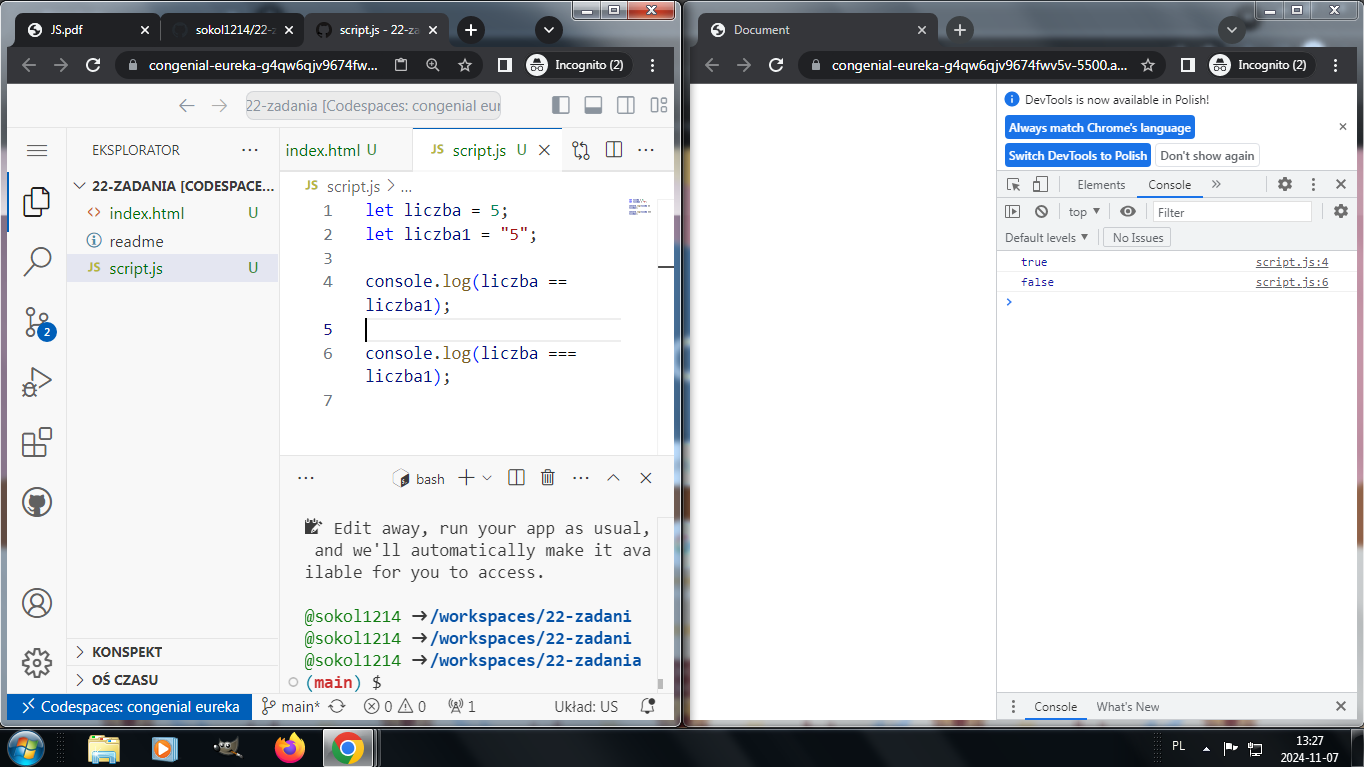 JS.pdf
sokol1214/22-z
script.js - 22-za
congenial-eureka-g4qw6qjv9674fw...
Incognito (2)
22-zadania [Codespaces: congenial eur
EKSPLORATOR
22-ZADANIA [CODESPACE...
index.html U
readme
JS script.js U
KONSPEKT
OŚ CZASU
index.html U
JS script.js U
JS script.js > ...
1 let liczba = 5;
2 let liczba1 = "5";
3
4 console.log(liczba ==
liczba1);
5
6 console.log(liczba ===
liczba1);
7
bash
Edit away, run your app as usual,
and we'll automatically make it ava
ilable for you to access.
@sokol1214 ➜/workspaces/22-zadani
@sokol1214 ➜/workspaces/22-zadani
@sokol1214 ➜/workspaces/22-zadania
(main) $
2
Codespaces: congenial eureka
main*
0
0
1
Układ: US
Document
congenial-eureka-g4qw6qjv9674fwv5v-5500.a...
Incognito (2)
DevTools is now available in Polish!
Always match Chrome's language
Switch DevTools to Polish
Don't show again
Elements
Console
top
Filter
Default levels
No Issues
true script.js:4
false script.js:6
Console
What's New
PL
13:27
2024-11-07